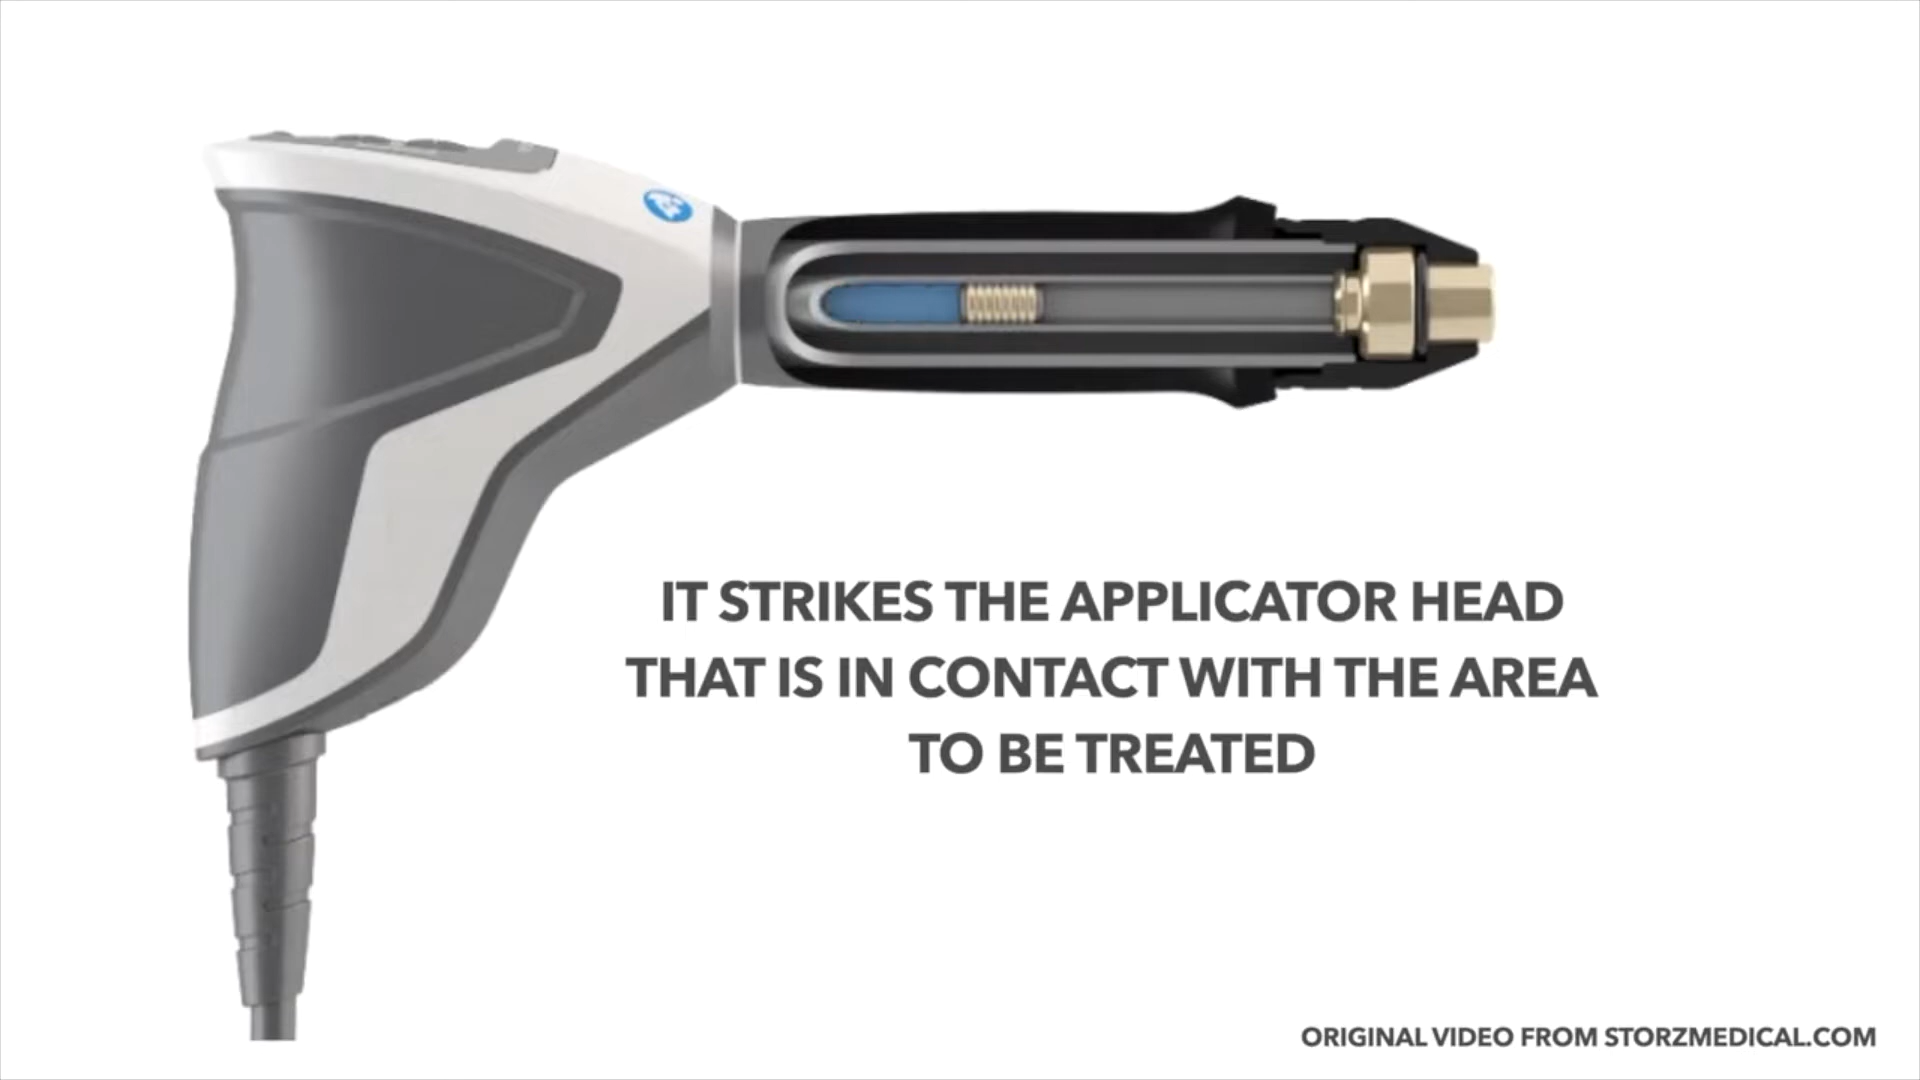 IT STRIKES THE APPLICATOR HEAD
THAT IS IN CONTACT WITH THE AREA
TO BE TREATED
ORIGINAL VIDEO FROM STORZMEDICAL.COM